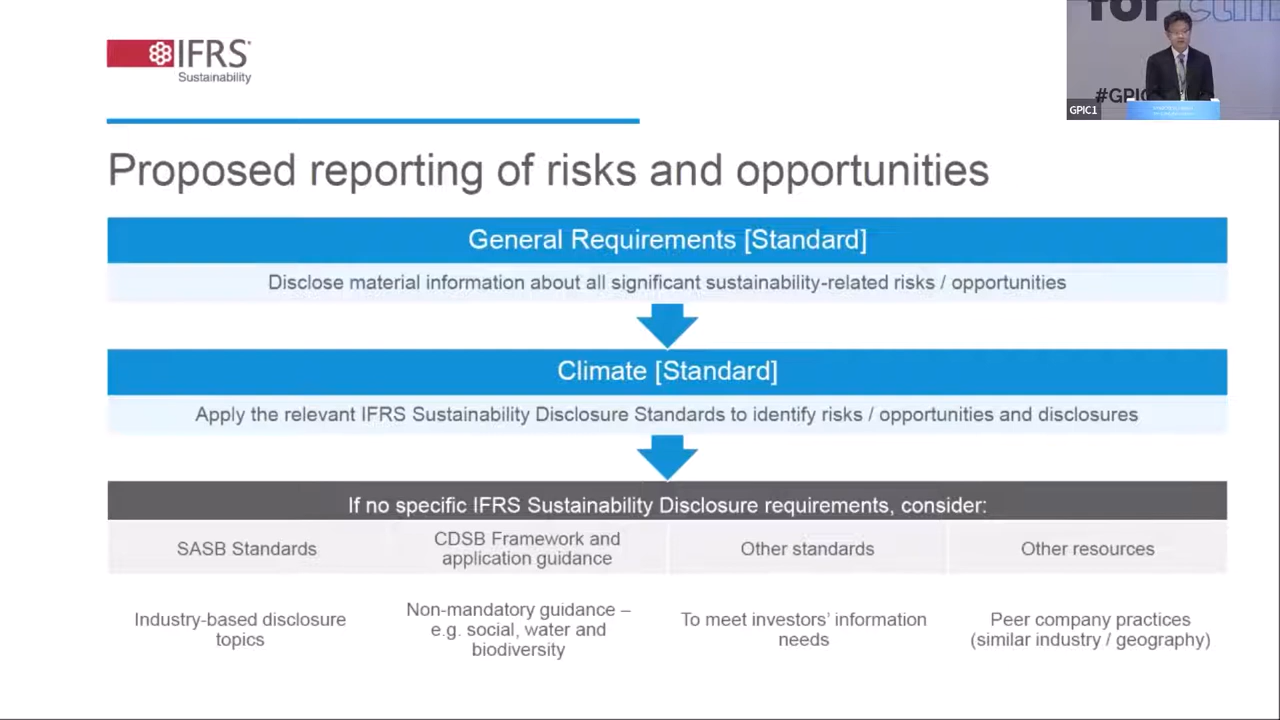 for clim
#GPIC
GPIC1
IFRS
Sustainability
Proposed reporting of risks and opportunities
General Requirements [Standard]
Disclose material information about all significant sustainability-related risks / opportunities
Climate [Standard]
Apply the relevant IFRS Sustainability Disclosure Standards to identify risks / opportunities and disclosures
If no specific IFRS Sustainability Disclosure requirements, consider:
SASB Standards
CDSB Framework and
application guidance
Other standards
Other resources
Industry-based disclosure
topics
Non-mandatory guidance –
e.g. social, water and
biodiversity
To meet investors’ information
needs
Peer company practices
(similar industry / geography)